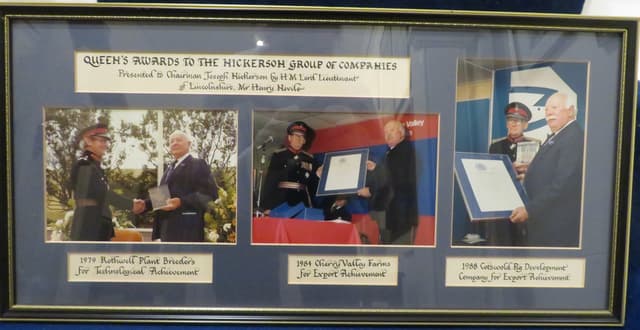 QUEEN'S AWARDS TO THE NICKERSON GROUP OF COMPANIES
Presented to Chairman Joseph Nickerson by H.M. Lord Lieutenant
of Lincolnshire, Mr Henry Nevile
Valley
1979 Rothwell Plant Breeders
for Technological Achievement
1984 Cherry Valley Farms
for Export Achievement
1988 Cotswold Pig Development
Company for Export Achievement